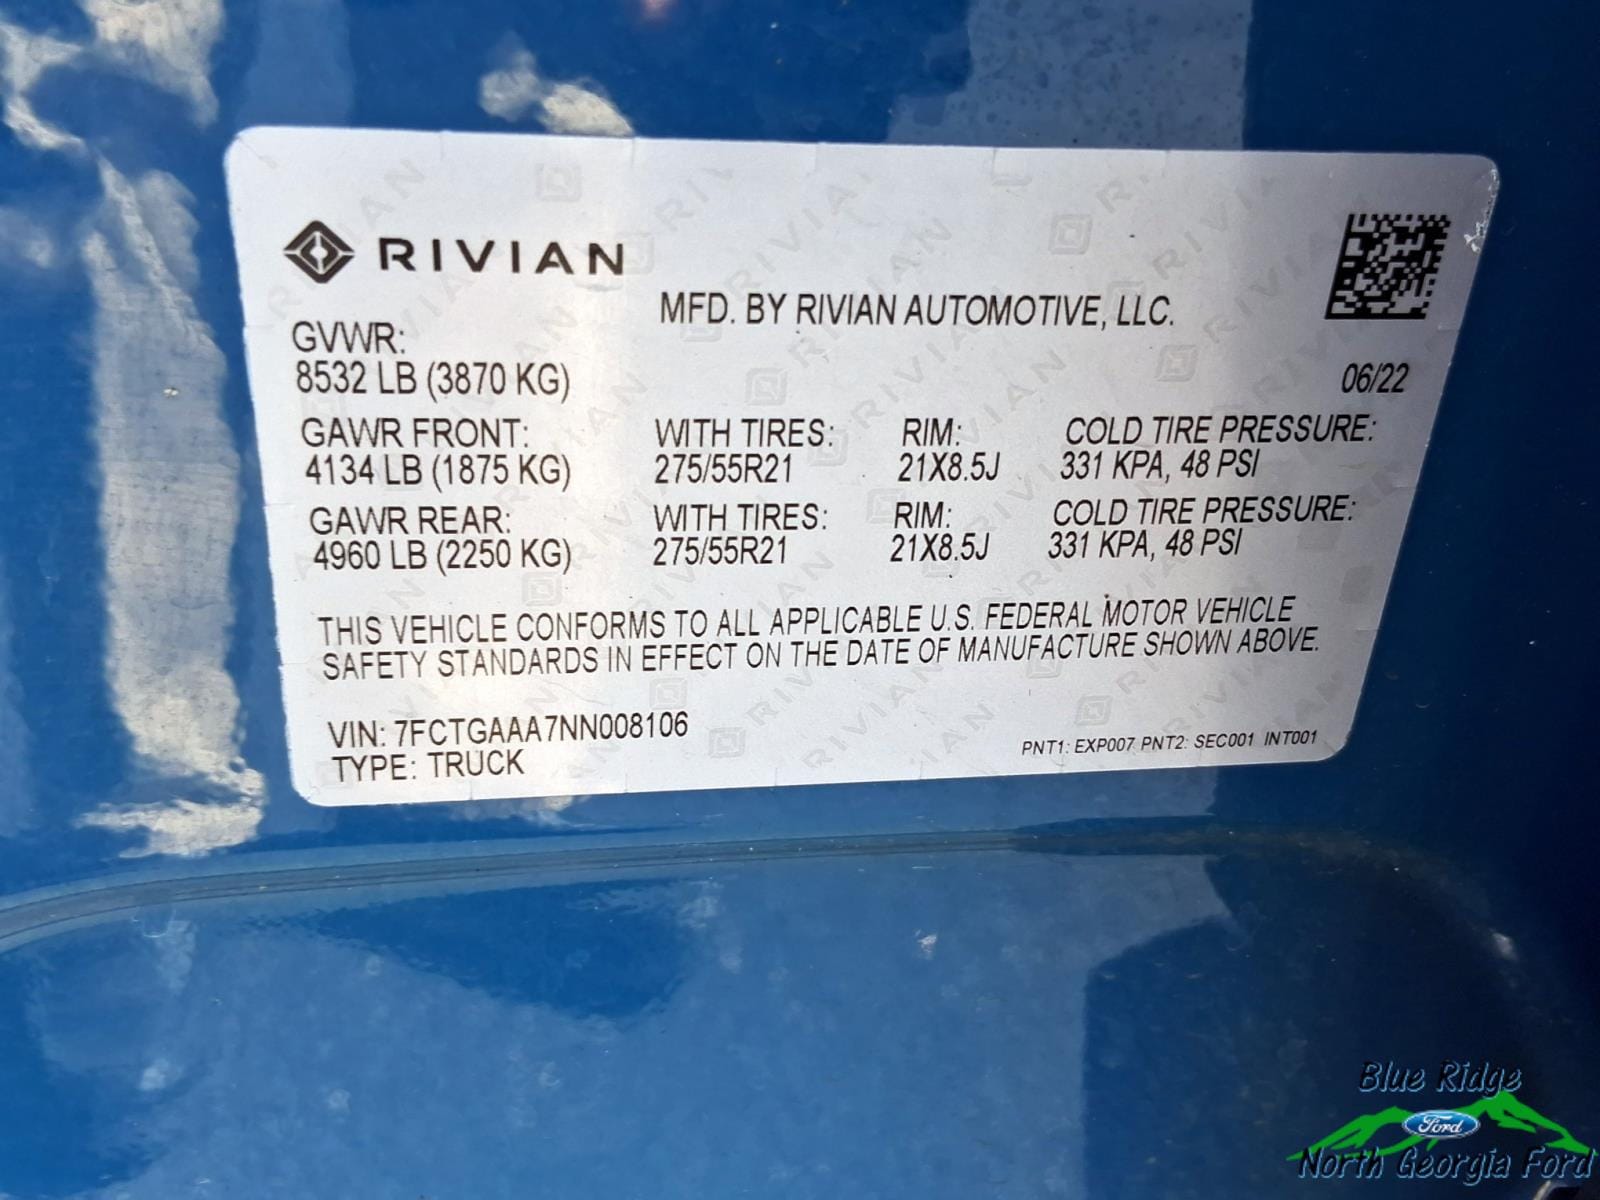 RIVIAN
MFD. BY RIVIAN AUTOMOTIVE, LLC.
GVWR:
8532 LB (3870 KG)
06/22
GAWR FRONT: WITH TIRES: RIM: COLD TIRE PRESSURE:
4134 LB (1875 KG) 275/55R21 21X8.5J 331 KPA, 48 PSI
GAWR REAR: WITH TIRES: RIM: COLD TIRE PRESSURE:
4960 LB (2250 KG) 275/55R21 21X8.5J 331 KPA, 48 PSI
THIS VEHICLE CONFORMS TO ALL APPLICABLE U.S. FEDERAL MOTOR VEHICLE
SAFETY STANDARDS IN EFFECT ON THE DATE OF MANUFACTURE SHOWN ABOVE.
VIN: 7FCTGAAA7NN008106
TYPE: TRUCK
PNT1: EXP007 PNT2: SEC001 INT001
Blue Ridge
Ford
North Georgia Ford